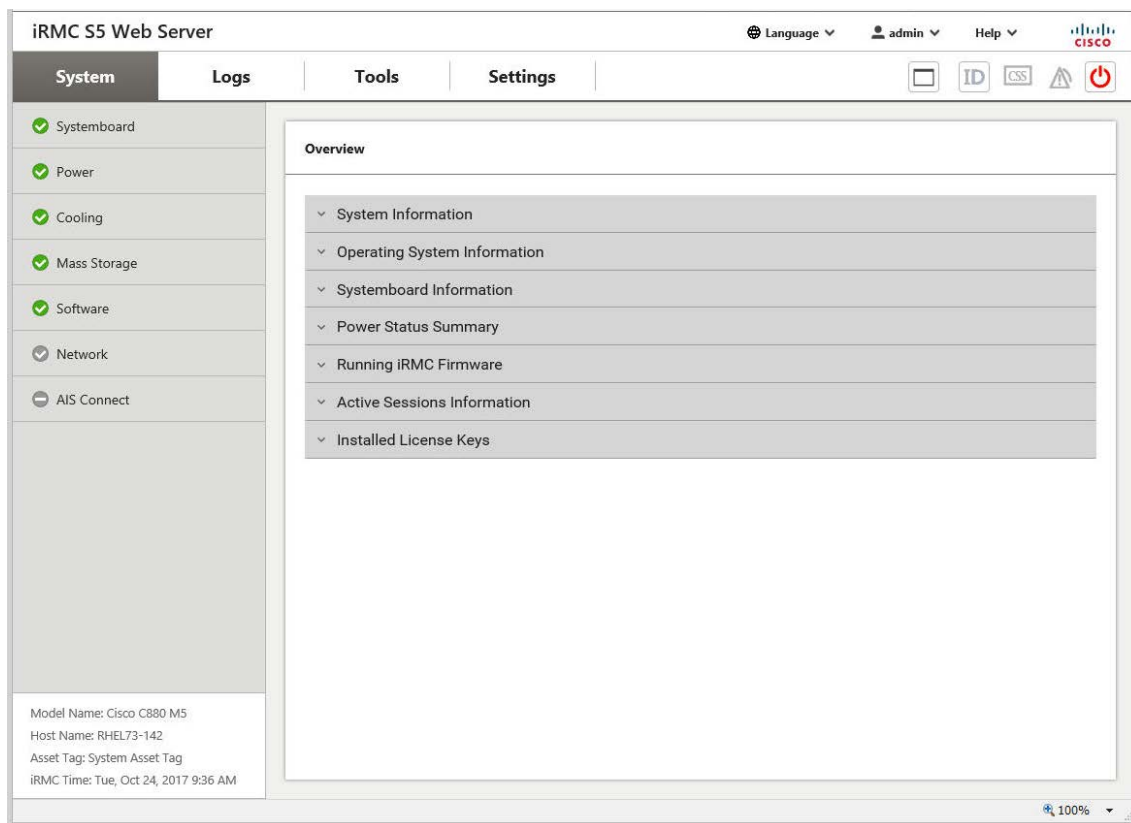 iRMC S5 Web Server
Language
admin
Help
cisco
System
Logs
Tools
Settings
ID
CSS
Systemboard
Power
Cooling
Mass Storage
Software
Network
AIS Connect
Overview
System Information
Operating System Information
Systemboard Information
Power Status Summary
Running iRMC Firmware
Active Sessions Information
Installed License Keys
Model Name: Cisco C880 M5
Host Name: RHEL73-142
Asset Tag: System Asset Tag
iRMC Time: Tue, Oct 24, 2017 9:36 AM
100%